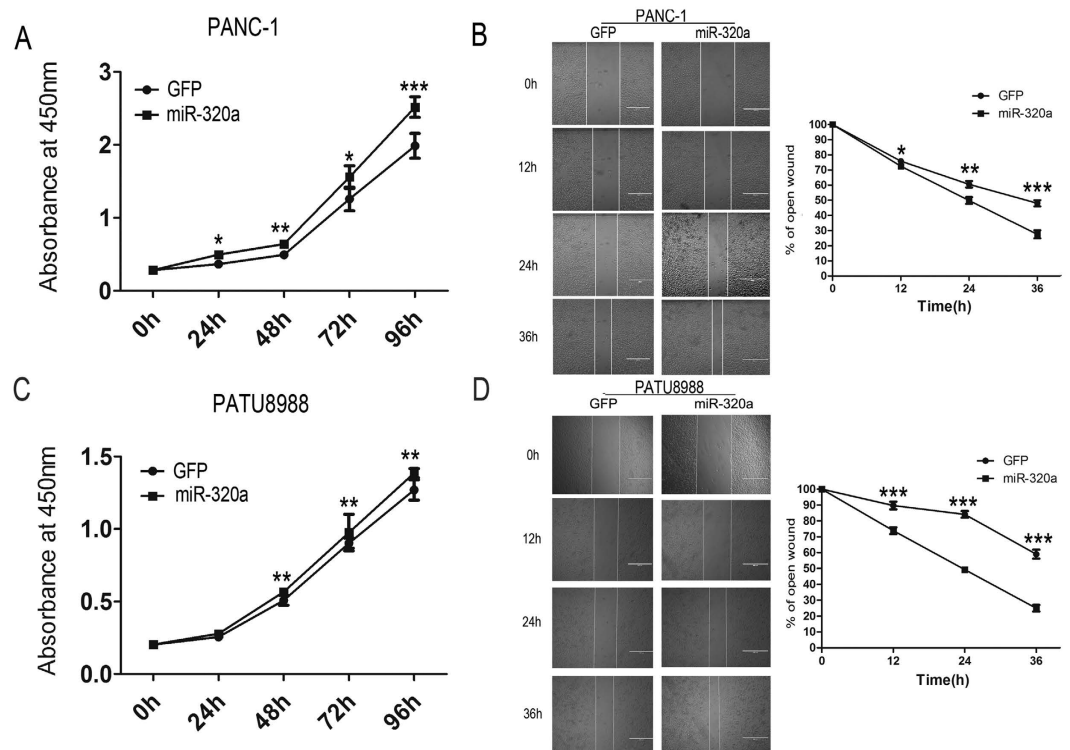 A
PANC-1
Absorbance at 450nm
3
2
1
0
GFP
miR-320a
*
**
*
***
0h
24h
48h
72h
96h
B
PANC-1
GFP
miR-320a
0h
12h
24h
36h
GFP
miR-320a
% of open wound
100
90
80
70
60
50
40
30
20
10
0
*
**
***
0
12
24
36
Time(h)
C
PATU8988
Absorbance at 450nm
1.5
1.0
0.5
0.0
GFP
miR-320a
**
**
**
0h
24h
48h
72h
96h
D
PATU8988
GFP
miR-320a
0h
12h
24h
36h
GFP
miR-320a
% of open wound
100
90
80
70
60
50
40
30
20
10
0
***
***
***
0
12
24
36
Time(h)